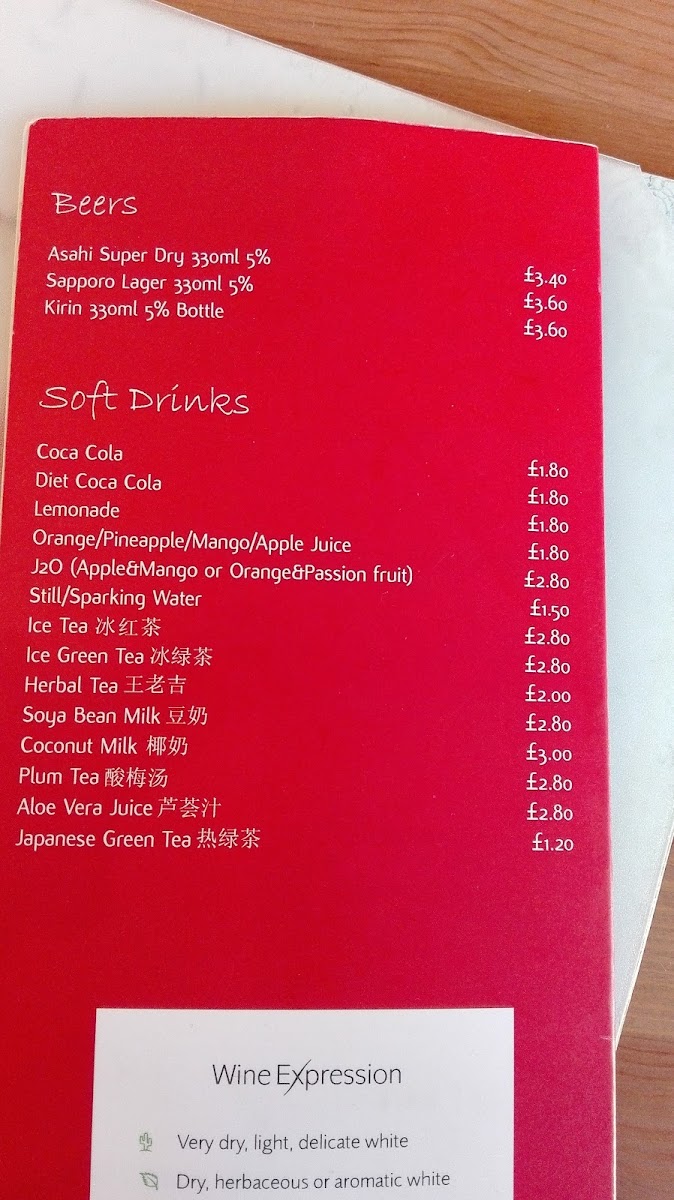 Beers
Asahi Super Dry 330ml 5% £3.40
Sapporo Lager 330ml 5% £3.60
Kirin 330ml 5% Bottle £3.60
Soft Drinks
Coca Cola £1.80
Diet Coca Cola £1.80
Lemonade £1.80
Orange/Pineapple/Mango/Apple Juice £1.80
J2O (Apple&Mango or Orange&Passion fruit) £2.80
Still/Sparking Water £1.50
Ice Tea 冰红茶 £2.80
Ice Green Tea 冰绿茶 £2.80
Herbal Tea 王老吉 £2.00
Soya Bean Milk 豆奶 £2.80
Coconut Milk 椰奶 £3.00
Plum Tea 酸梅汤 £2.80
Aloe Vera Juice 芦荟汁 £2.80
Japanese Green Tea 热绿茶 £1.20
Wine Expression
Very dry, light, delicate white
Dry, herbaceous or aromatic white